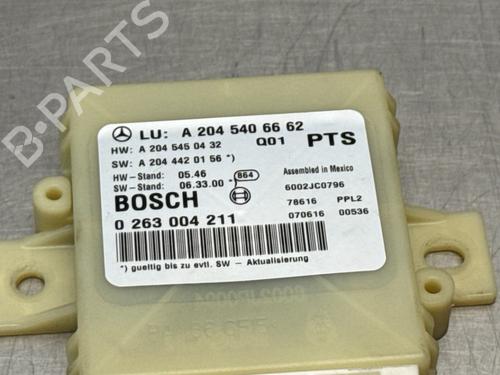 B-PARTS
LU: A 204 540 66 62
HW: A 204 545 04 32 Q01 PTS
SW: A 204 442 01 56 *)
HW-Stand: 05.46 Assembled in Mexico
SW-Stand: 06.33.00 864 6002JC0796
BOSCH 78616 PPL2
0 263 004 211 070616 00536
*) gueltig bis zu evtl. SW - Aktualisierung